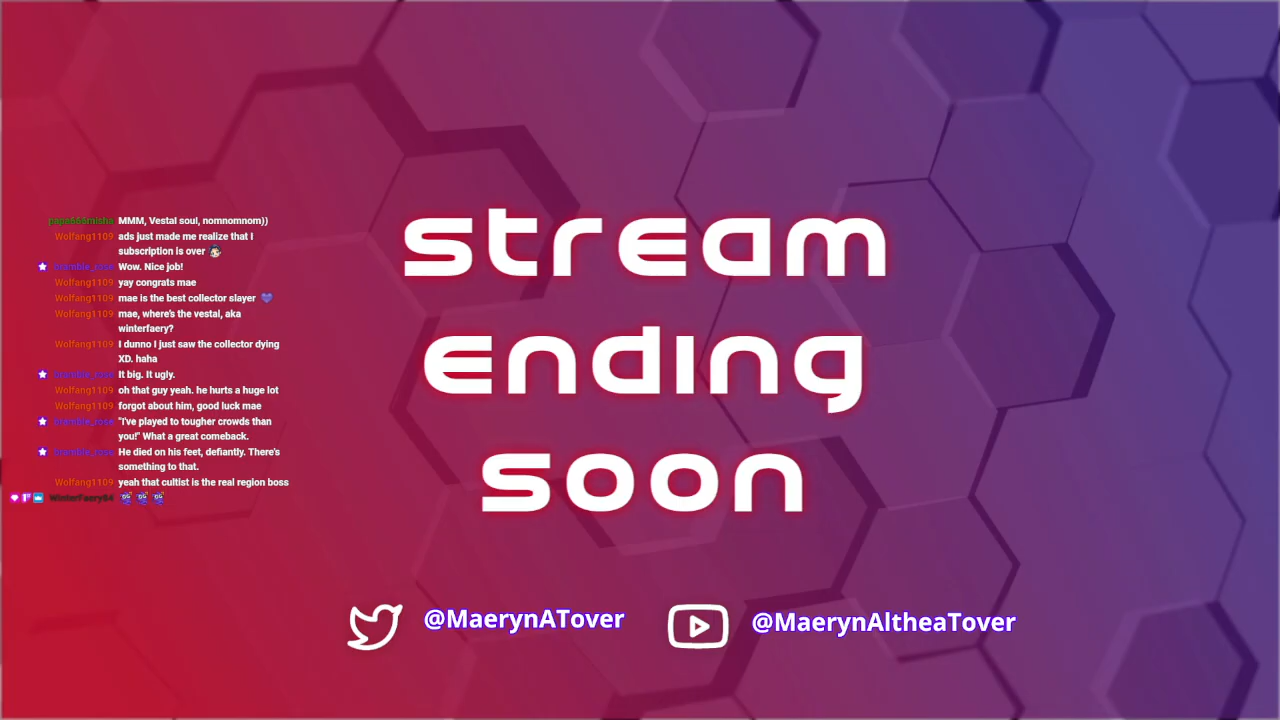 MMM, Vestal soul, nomnomnom))
Wolfang1109 ads just made me realize that I
subscription is over
bramble_rose Wow. Nice job!
Wolfang1109 yay congrats mae
Wolfang1109 mae is the best collector slayer
Wolfang1109 mae, where's the vestal, aka
winterfaery?
Wolfang1109 I dunno I just saw the collector dying
XD. haha
bramble_rose It big. It ugly.
Wolfang1109 oh that guy yeah. he hurts a huge lot
Wolfang1109 forgot about him, good luck mae
bramble_rose "I've played to tougher crowds than
you!" What a great comeback.
bramble_rose He died on his feet, defiantly. There's
something to that.
Wolfang1109 yeah that cultist is the real region boss
WinterFaery84
stream
ending
soon
@MaerynATover
@MaerynAltheaTover